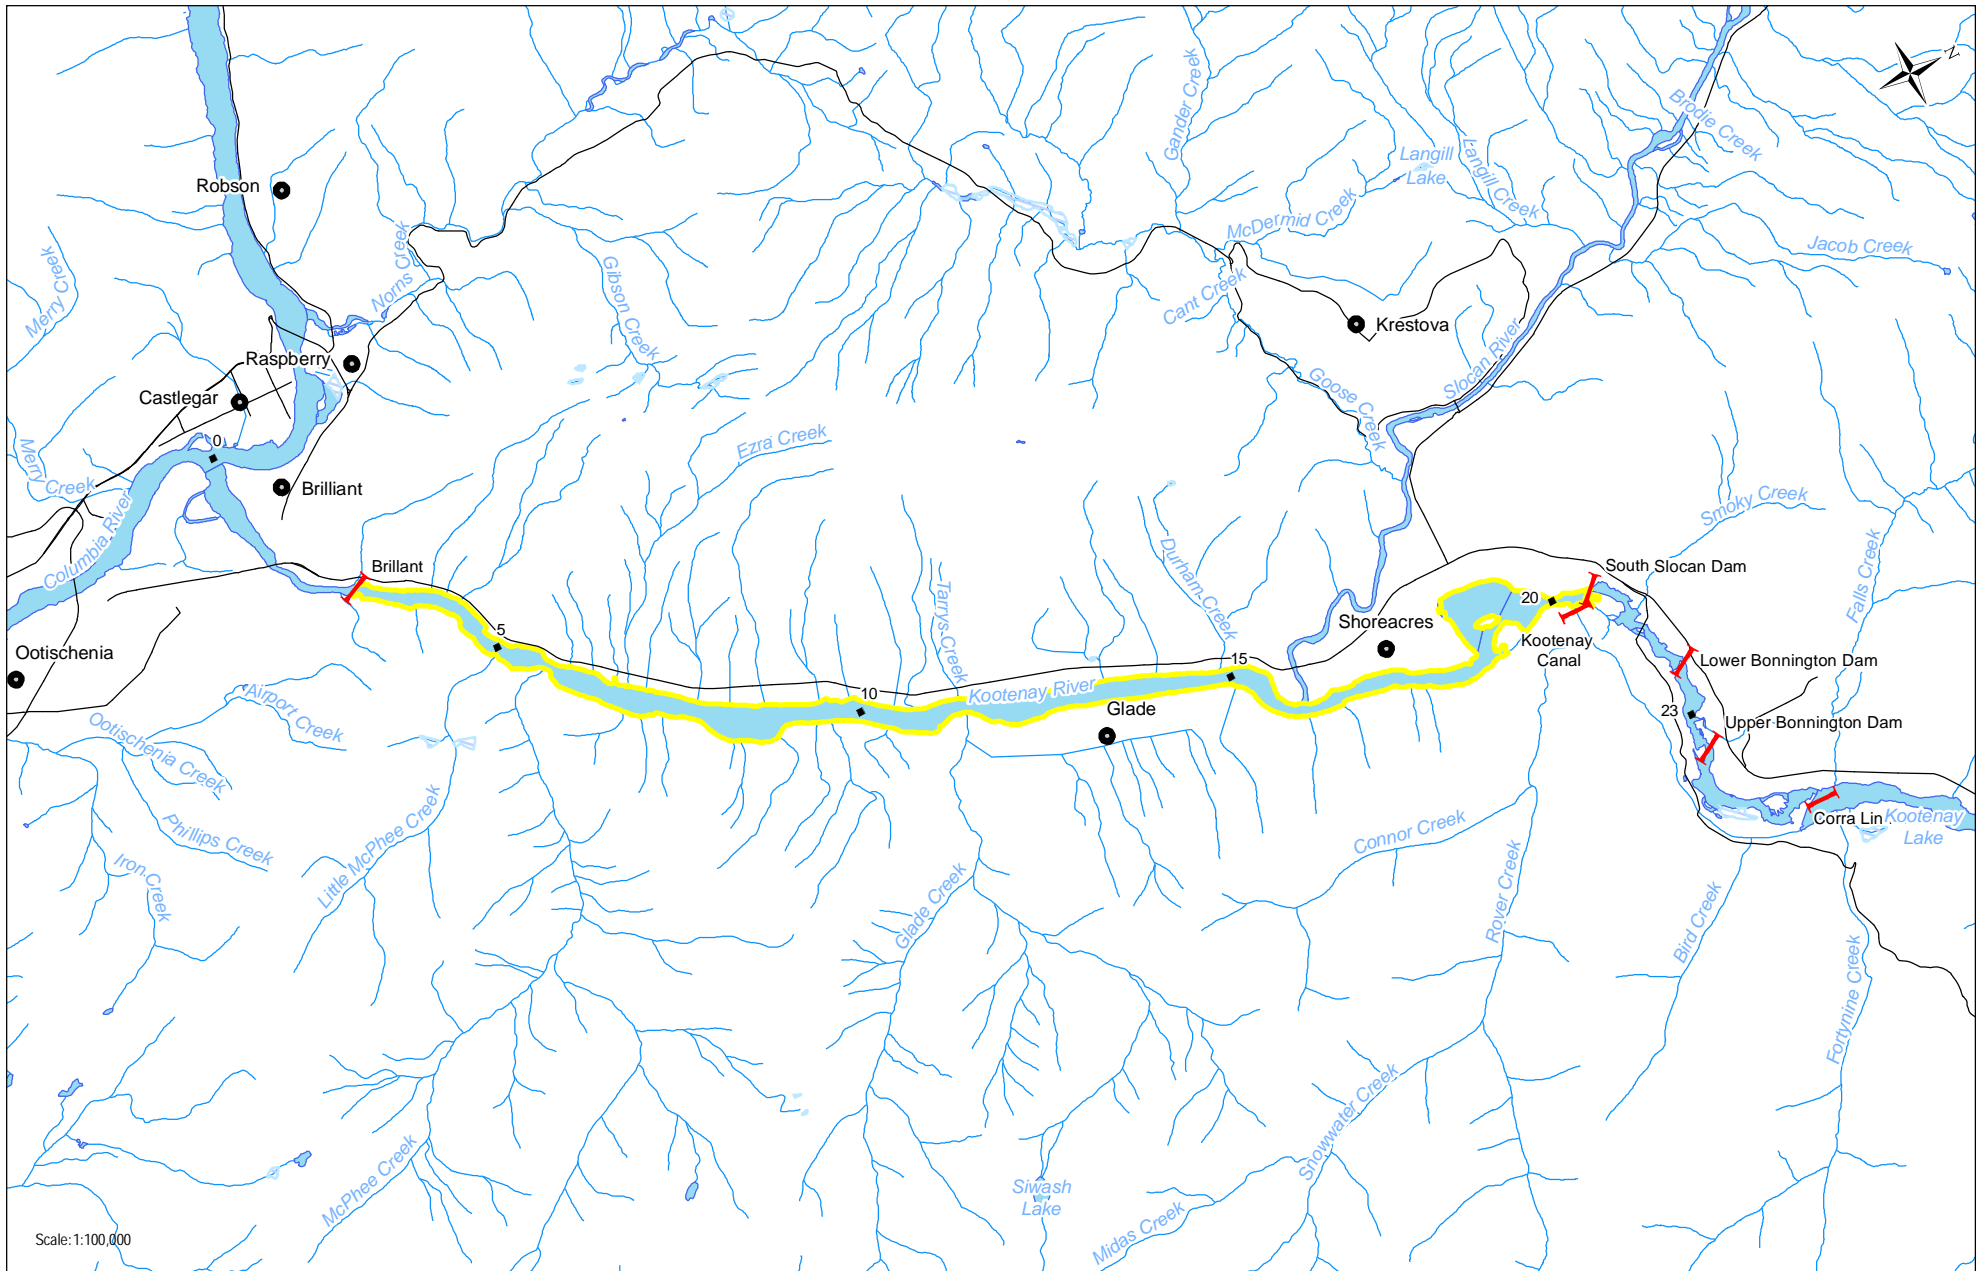 N
Brodie Creek
Gander Creek
Langill
Lake
Langill Creek
Robson
McDermid Creek
Jacob Creek
Merry Creek
Norns Creek
Gibson Creek
Cant Creek
Krestova
Slocan River
Raspberry
Castlegar
Goose Creek
0
Ezra Creek
Merry Creek
Brilliant
Columbia River
Smoky Creek
Durham Creek
Falls Creek
Brillant
South Slocan Dam
Tarrys Creek
20
5
Shoreacres
Kootenay
Canal
Ootischenia
15
Lower Bonnington Dam
Kootenay River
10
Airport Creek
Glade
23
Upper Bonnington Dam
Ootischenia Creek
Phillips Creek
Little McPhee Creek
Connor Creek
Corra Lin
Kootenay
Lake
Iron Creek
Glade Creek
Rover Creek
Bird Creek
Fortynine Creek
Snowwater Creek
McPhee Creek
Siwash
Lake
Midas Creek
Scale: 1:100,000